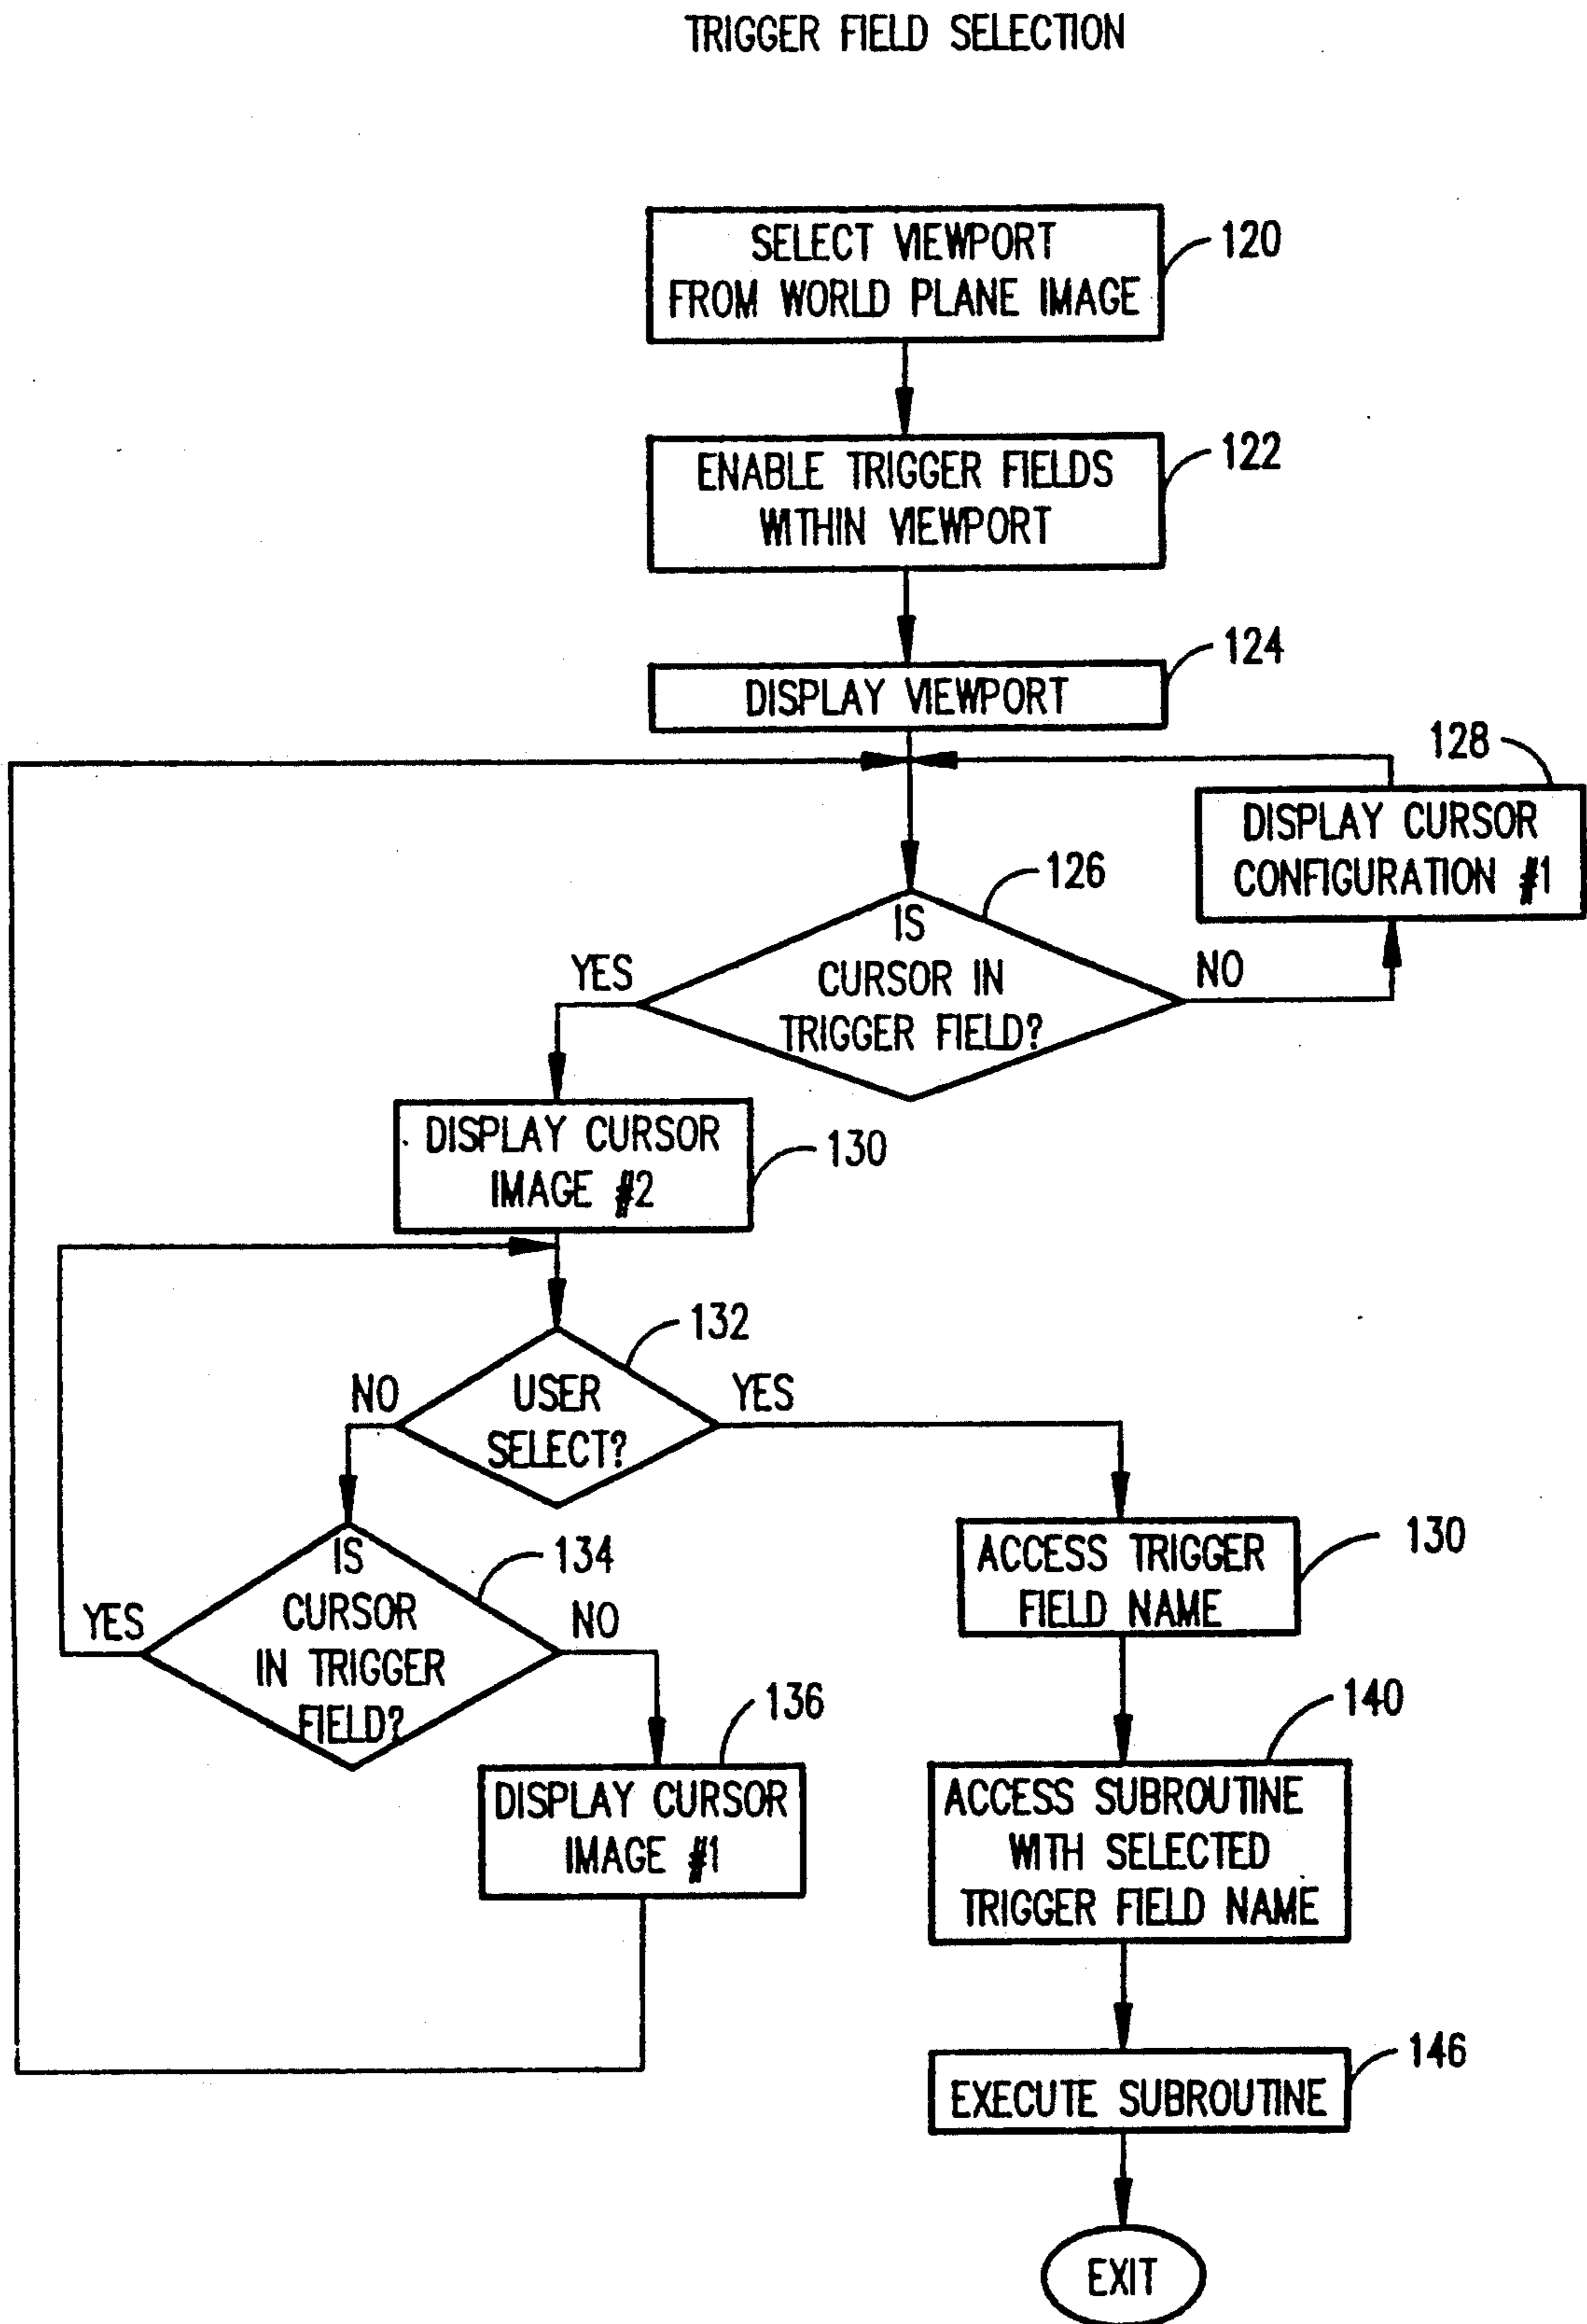 TRIGGER FIELD SELECTION
SELECT VIEWPORT
FROM WORLD PLANE IMAGE
120
ENABLE TRIGGER FIELDS
WITHIN VIEWPORT
122
DISPLAY VIEWPORT
124
128
DISPLAY CURSOR
CONFIGURATION #1
126
IS
CURSOR IN
TRIGGER FIELD?
YES
NO
DISPLAY CURSOR
IMAGE #2
130
132
USER
SELECT?
NO
YES
134
IS
CURSOR
IN TRIGGER
FIELD?
YES
NO
ACCESS TRIGGER
FIELD NAME
130
136
DISPLAY CURSOR
IMAGE #1
140
ACCESS SUBROUTINE
WITH SELECTED
TRIGGER FIELD NAME
146
EXECUTE SUBROUTINE
EXIT